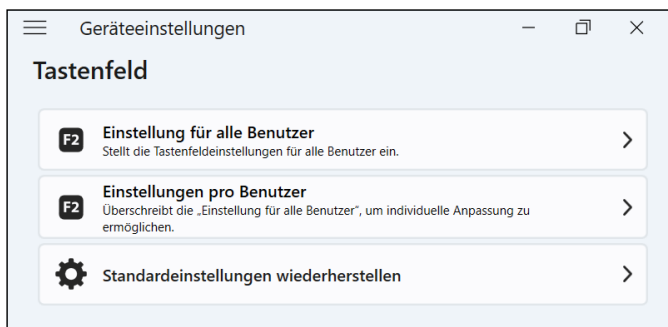 Geräteeinstellungen
Tastenfeld
F2
Einstellung für alle Benutzer
Stellt die Tastenfeldeinstellungen für alle Benutzer ein.
F2
Einstellungen pro Benutzer
Überschreibt die „Einstellung für alle Benutzer“, um individuelle Anpassung zu
ermöglichen.
Standardeinstellungen wiederherstellen